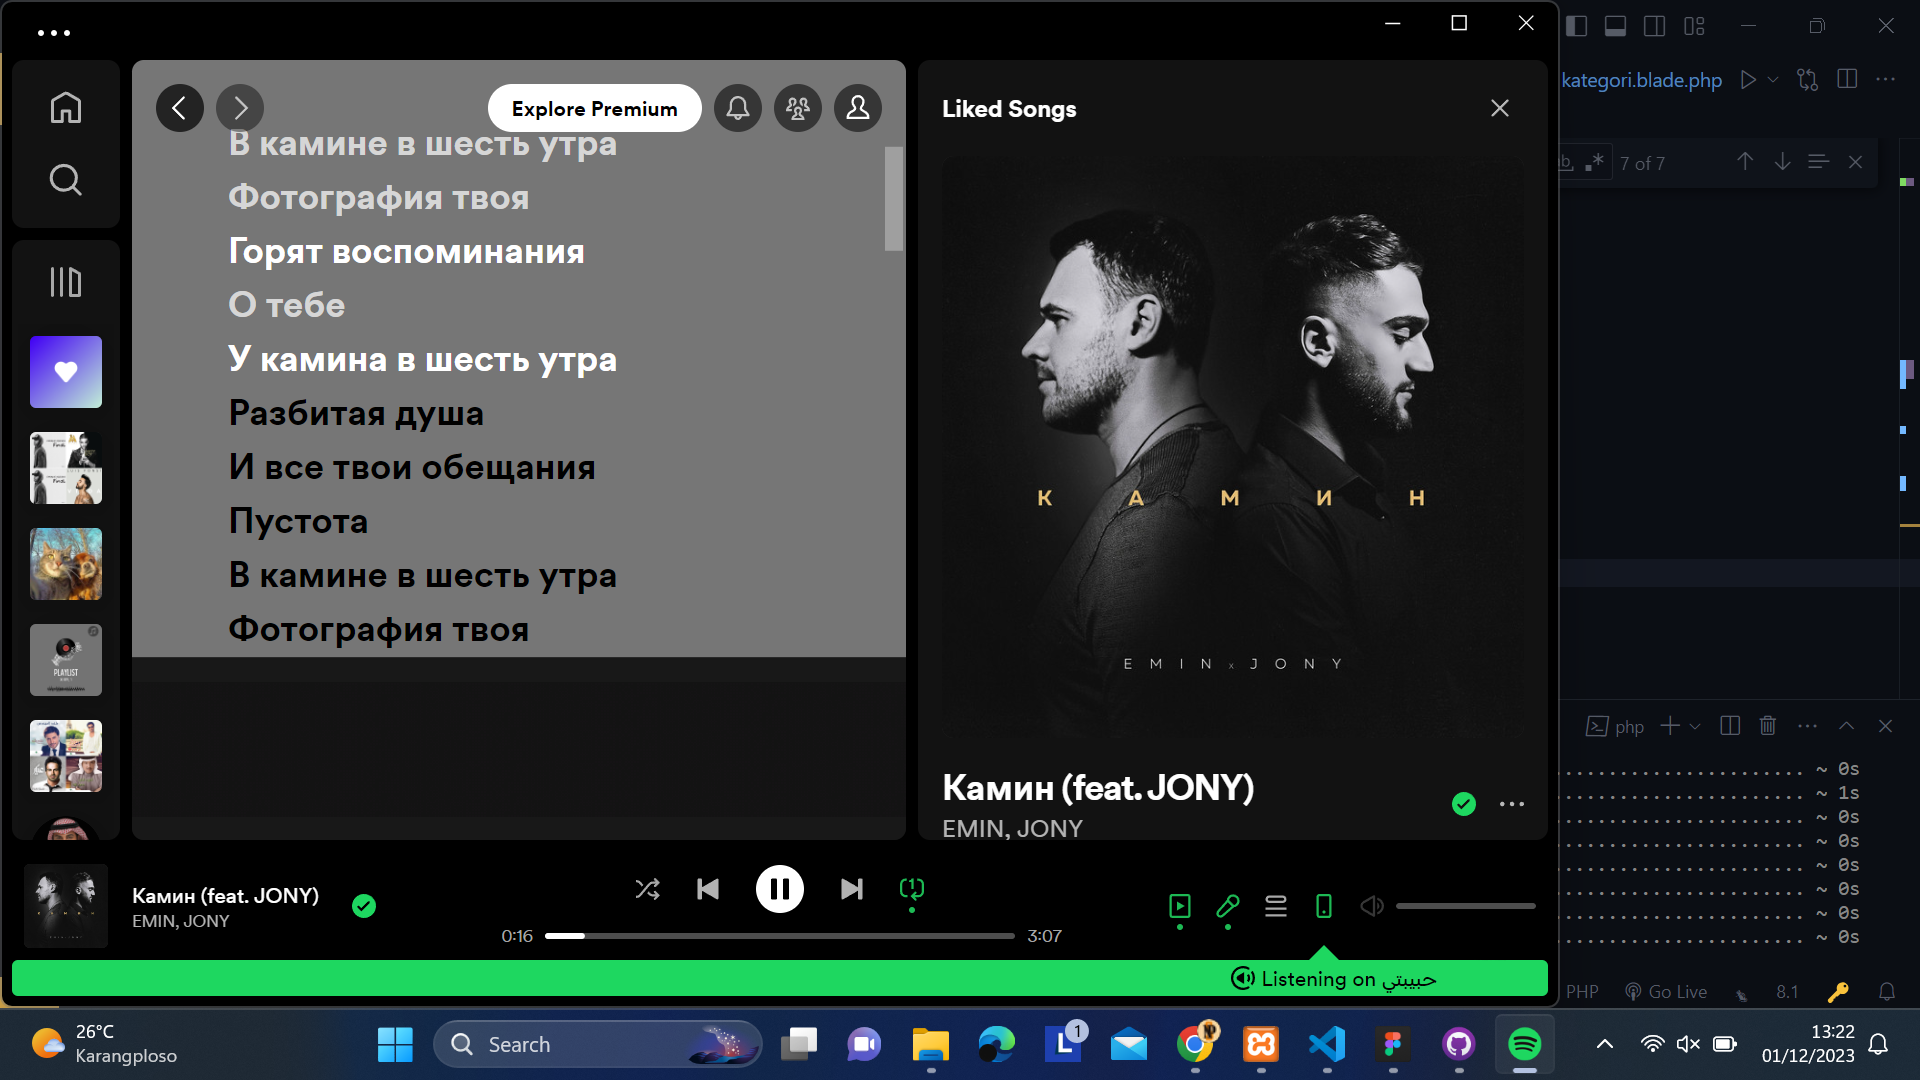 Explore Premium
В камине в шесть утра
Фотография твоя
Горят воспоминания
О тебе
У камина в шесть утра
Разбитая душа
И все твои обещания
Пустота
В камине в шесть утра
Фотография твоя
Liked Songs
К А М И Н
EMIN x JONY
Камин (feat. JONY)
EMIN, JONY
PLAYLIST
Камин (feat. JONY)
EMIN, JONY
0:16
3:07
Listening on حبيبتي
kategori.blade.php
7 of 7
php
~ 0s
~ 1s
~ 0s
~ 0s
~ 0s
~ 0s
~ 0s
~ 0s
PHP
Go Live
8.1
26°C
Karangploso
Search
1
13:22
01/12/2023